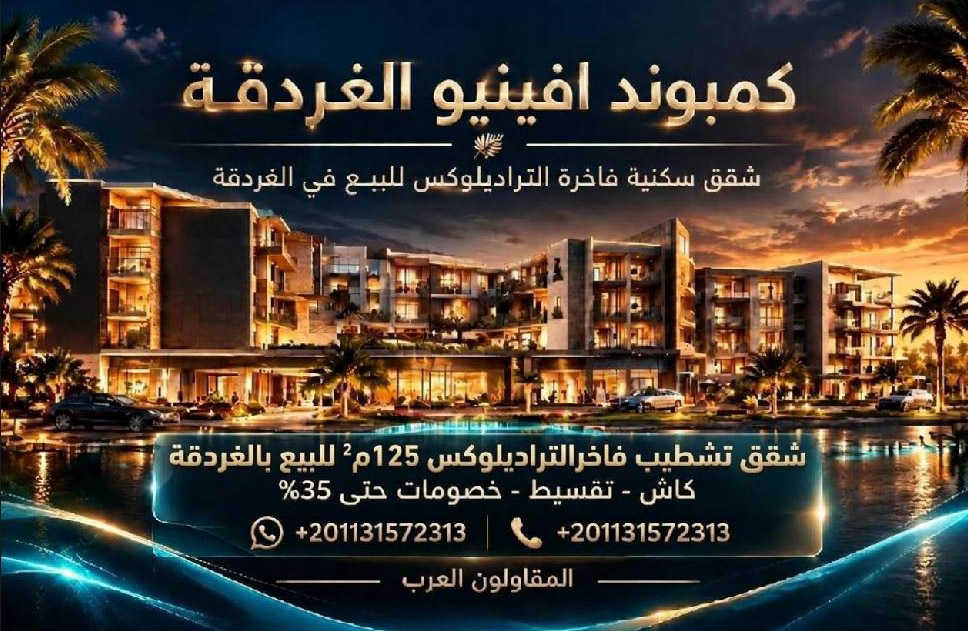 كمبوند افينيو الغردقة
شقق سكنية فاخرة التراديلوكس للبيع في الغردقة
شقق تشطيب فاخرالتراديلوكس 125م² للبيع بالغردقة
كاش - تقسيط - خصومات حتى 35%
+201131572313
+201131572313
المقاولون العرب